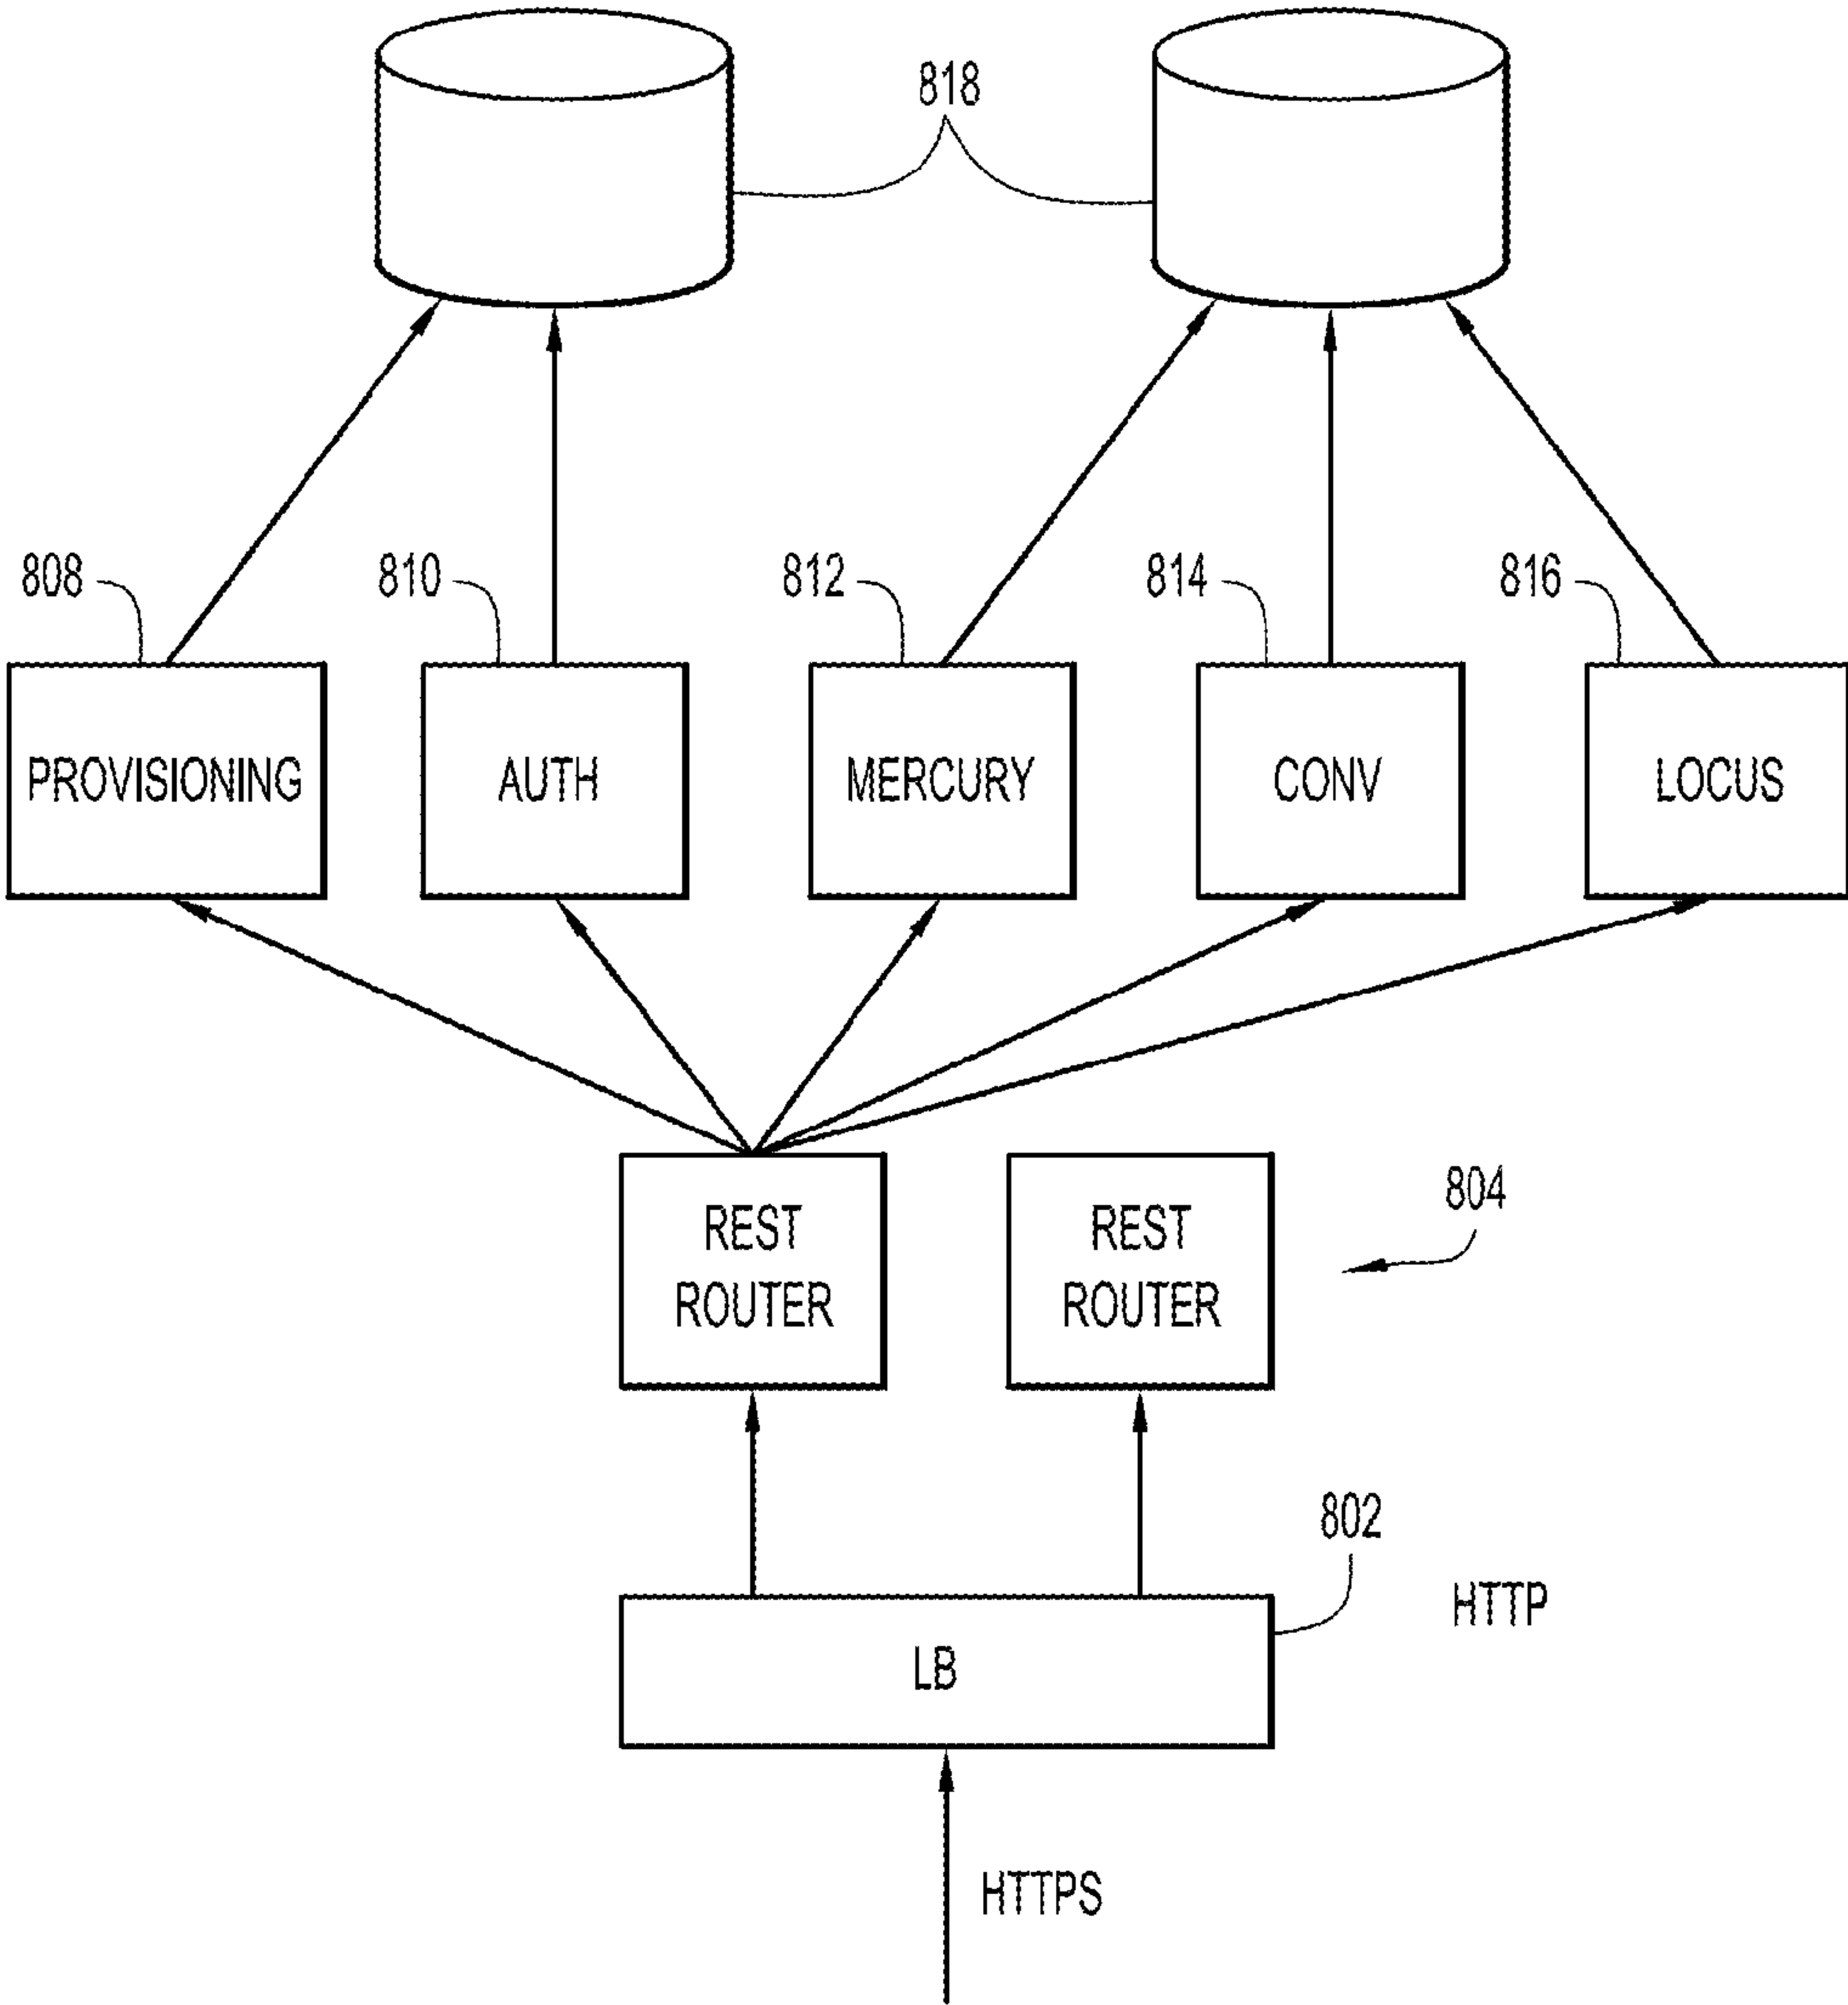 818
808
810
812
814
816
PROVISIONING
AUTH
MERCURY
CONV
LOCUS
804
REST
ROUTER
REST
ROUTER
802
HTTP
LB
HTTPS